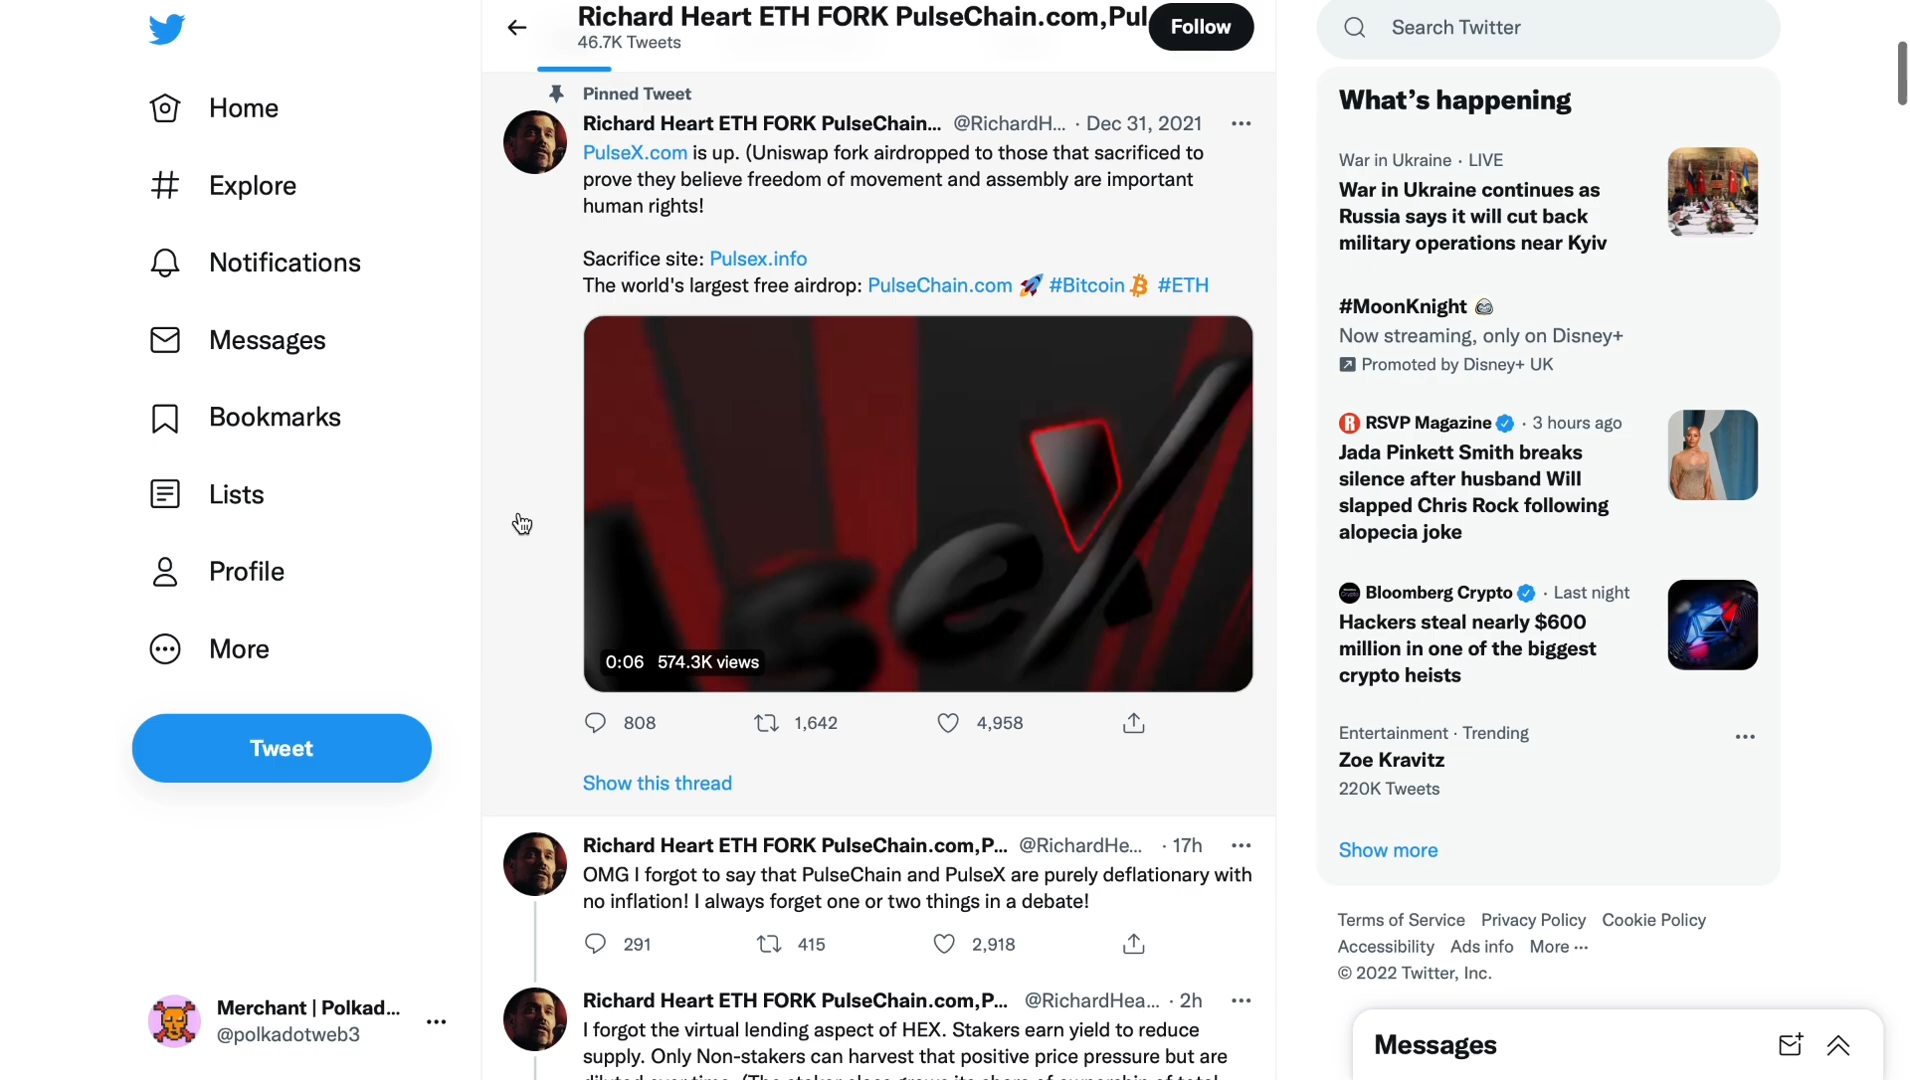 Home
Explore
Notifications
Messages
Bookmarks
Lists
Profile
More
Tweet
Merchant | Polkad...
@polkadotweb3
Richard Heart ETH FORK PulseChain.com,Pul
46.7K Tweets
Follow
Pinned Tweet
Richard Heart ETH FORK PulseChain... @RichardH... · Dec 31, 2021
PulseX.com is up. (Uniswap fork airdropped to those that sacrificed to
prove they believe freedom of movement and assembly are important
human rights!
Sacrifice site: Pulsex.info
The world's largest free airdrop: PulseChain.com 🚀 #Bitcoin #ETH
lsex
0:06 574.3K views
808 1,642 4,958
Show this thread
Richard Heart ETH FORK PulseChain.com,P... @RichardHe... · 17h
OMG I forgot to say that PulseChain and PulseX are purely deflationary with
no inflation! I always forget one or two things in a debate!
291 415 2,918
Richard Heart ETH FORK PulseChain.com,P... @RichardHea... · 2h
I forgot the virtual lending aspect of HEX. Stakers earn yield to reduce
supply. Only Non-stakers can harvest that positive price pressure but are
Search Twitter
What's happening
War in Ukraine · LIVE
War in Ukraine continues as
Russia says it will cut back
military operations near Kyiv
#MoonKnight
Now streaming, only on Disney+
Promoted by Disney+ UK
RSVP Magazine · 3 hours ago
Jada Pinkett Smith breaks
silence after husband Will
slapped Chris Rock following
alopecia joke
Bloomberg Crypto · Last night
Hackers steal nearly $600
million in one of the biggest
crypto heists
Entertainment · Trending
Zoe Kravitz
220K Tweets
Show more
Terms of Service Privacy Policy Cookie Policy
Accessibility Ads info More ···
© 2022 Twitter, Inc.
Messages